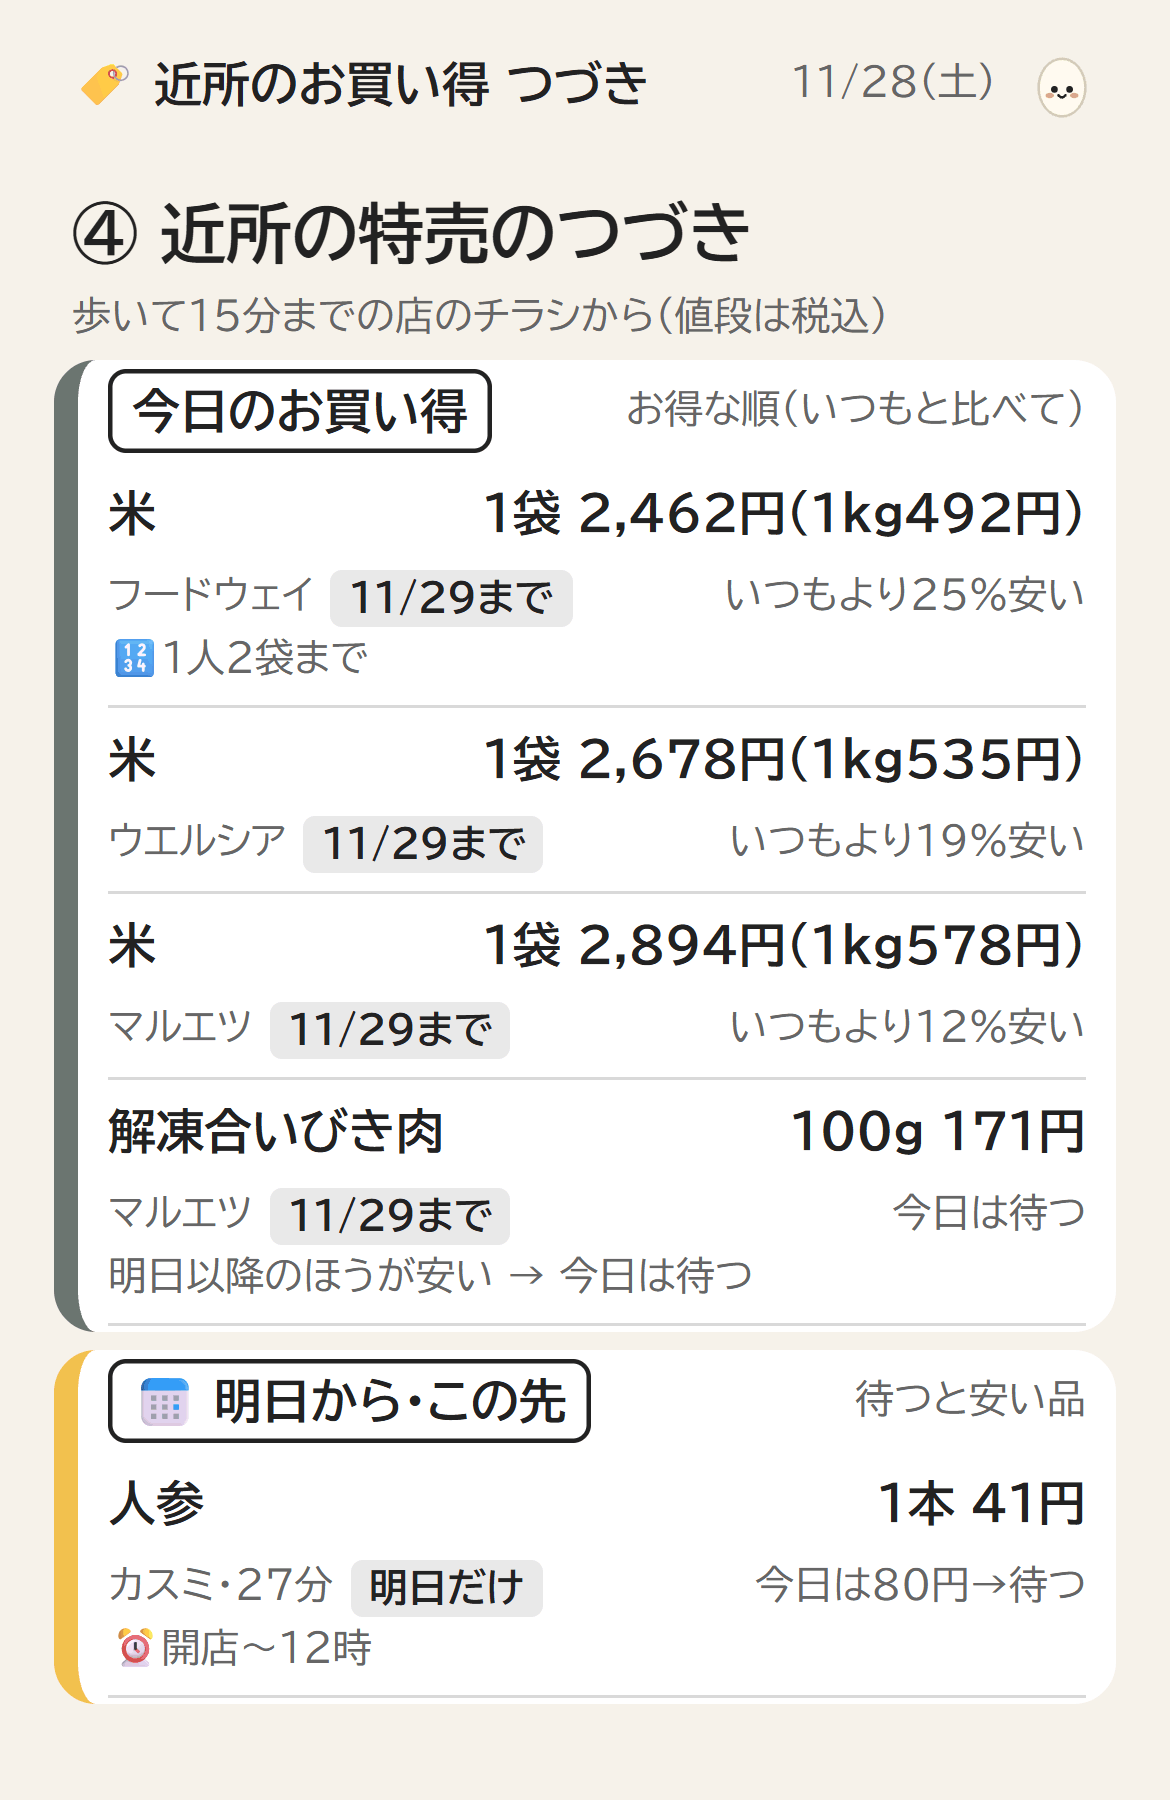 近所のお買い得 つづき 11/28(土)
④ 近所の特売のつづき
歩いて15分までの店のチラシから(値段は税込)
今日のお買い得 お得な順(いつもと比べて)
米 1袋 2,462円(1kg492円)
フードウェイ 11/29まで いつもより25%安い
1人2袋まで
米 1袋 2,678円(1kg535円)
ウエルシア 11/29まで いつもより19%安い
米 1袋 2,894円(1kg578円)
マルエツ 11/29まで いつもより12%安い
解凍合いびき肉 100g 171円
マルエツ 11/29まで 今日は待つ
明日以降のほうが安い → 今日は待つ
明日から・この先 待つと安い品
人参 1本 41円
カスミ・27分 明日だけ 今日は80円→待つ
開店～12時